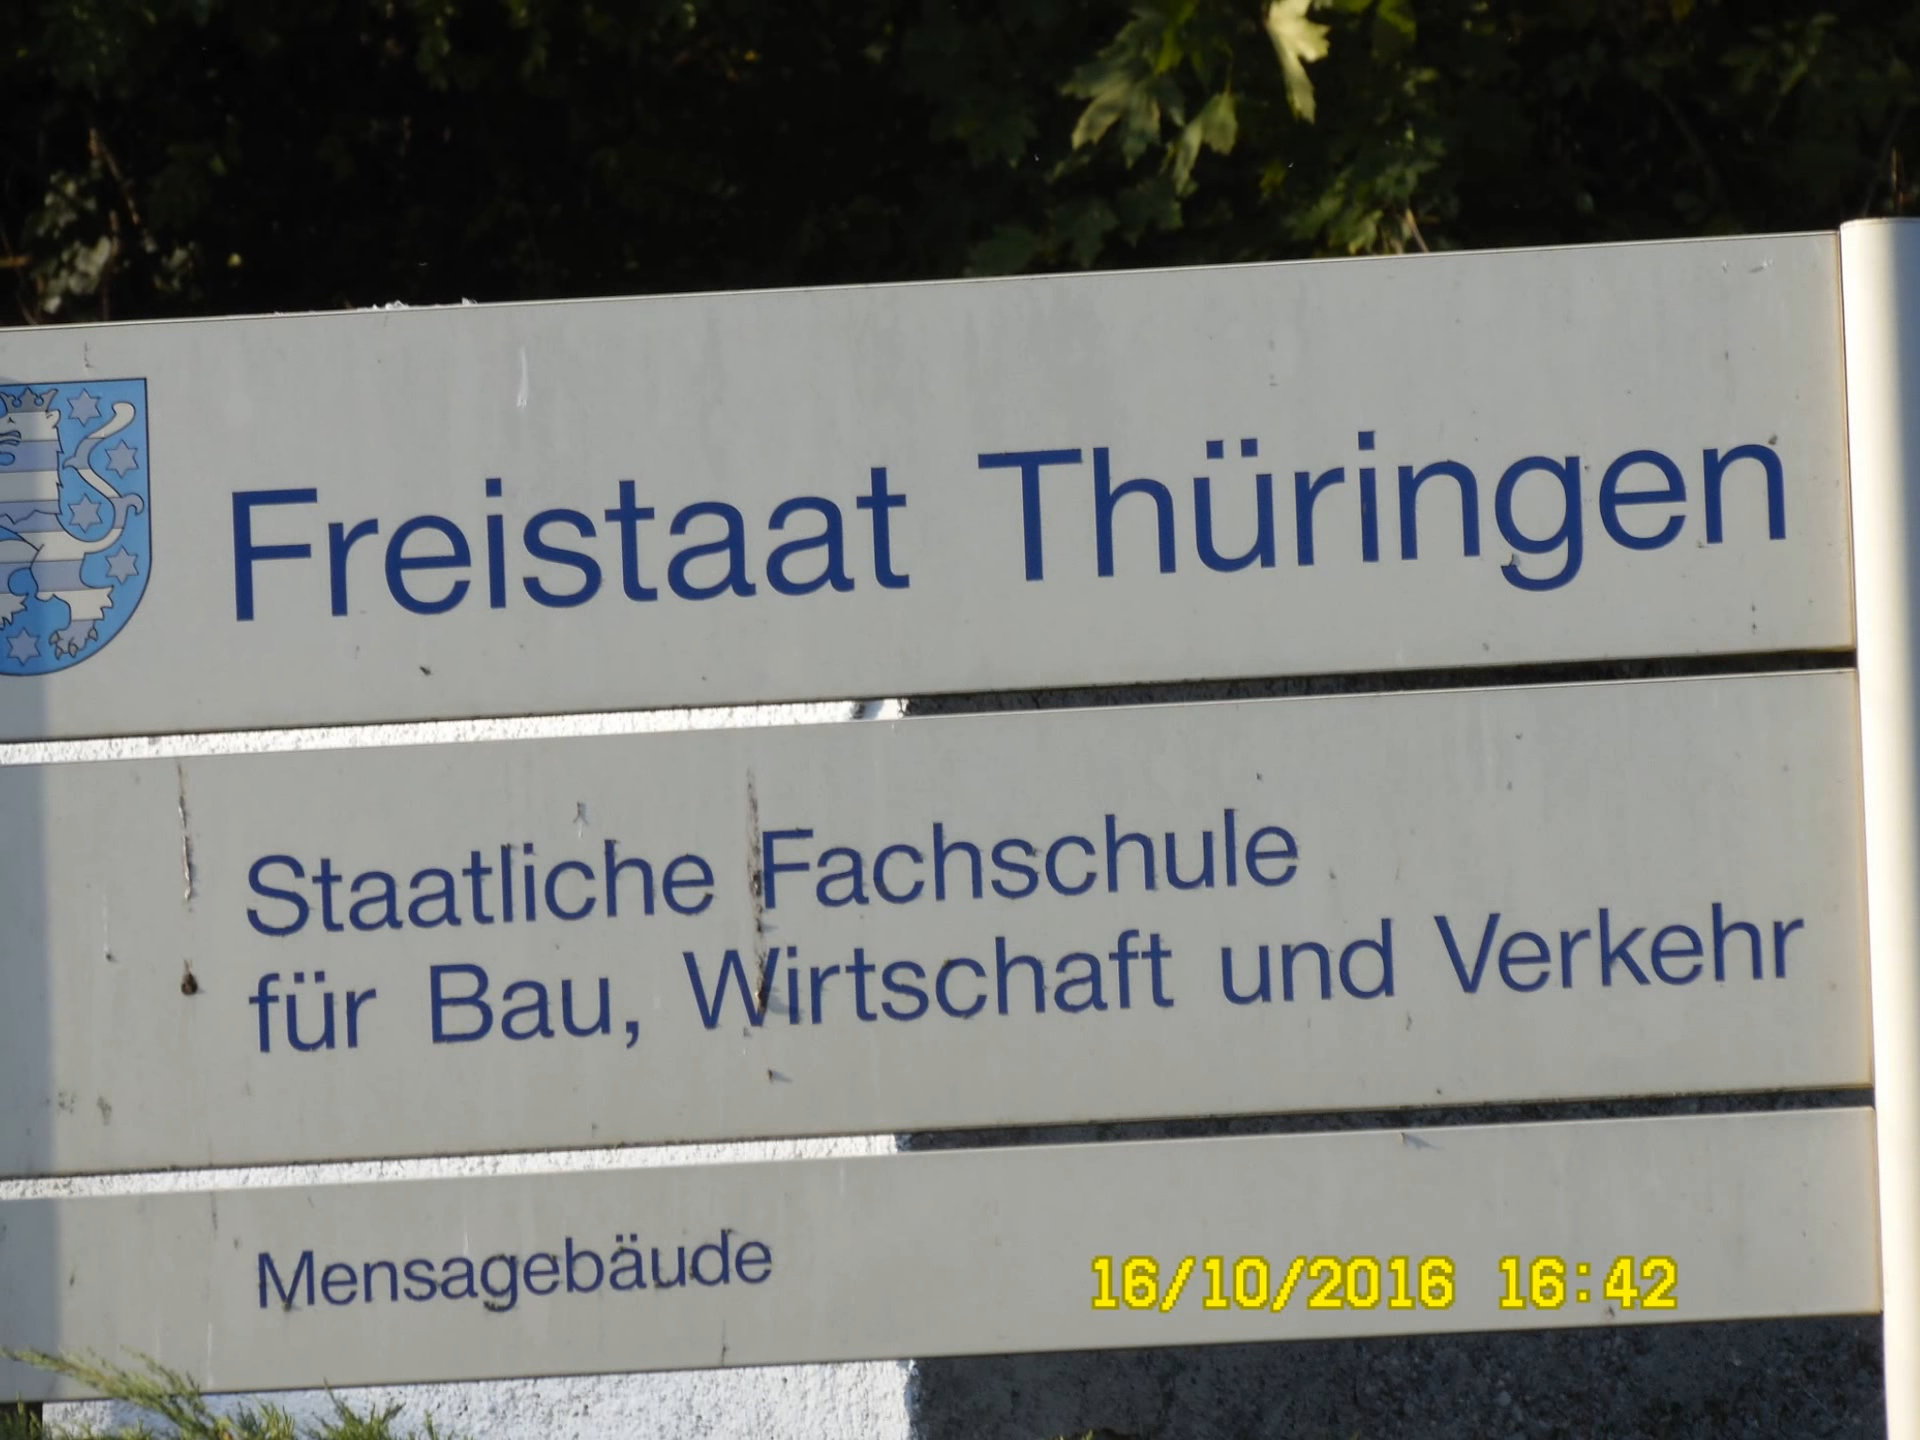 Freistaat Thüringen
Staatliche Fachschule
für Bau, Wirtschaft und Verkehr
Mensagebäude
16/10/2016 16:42